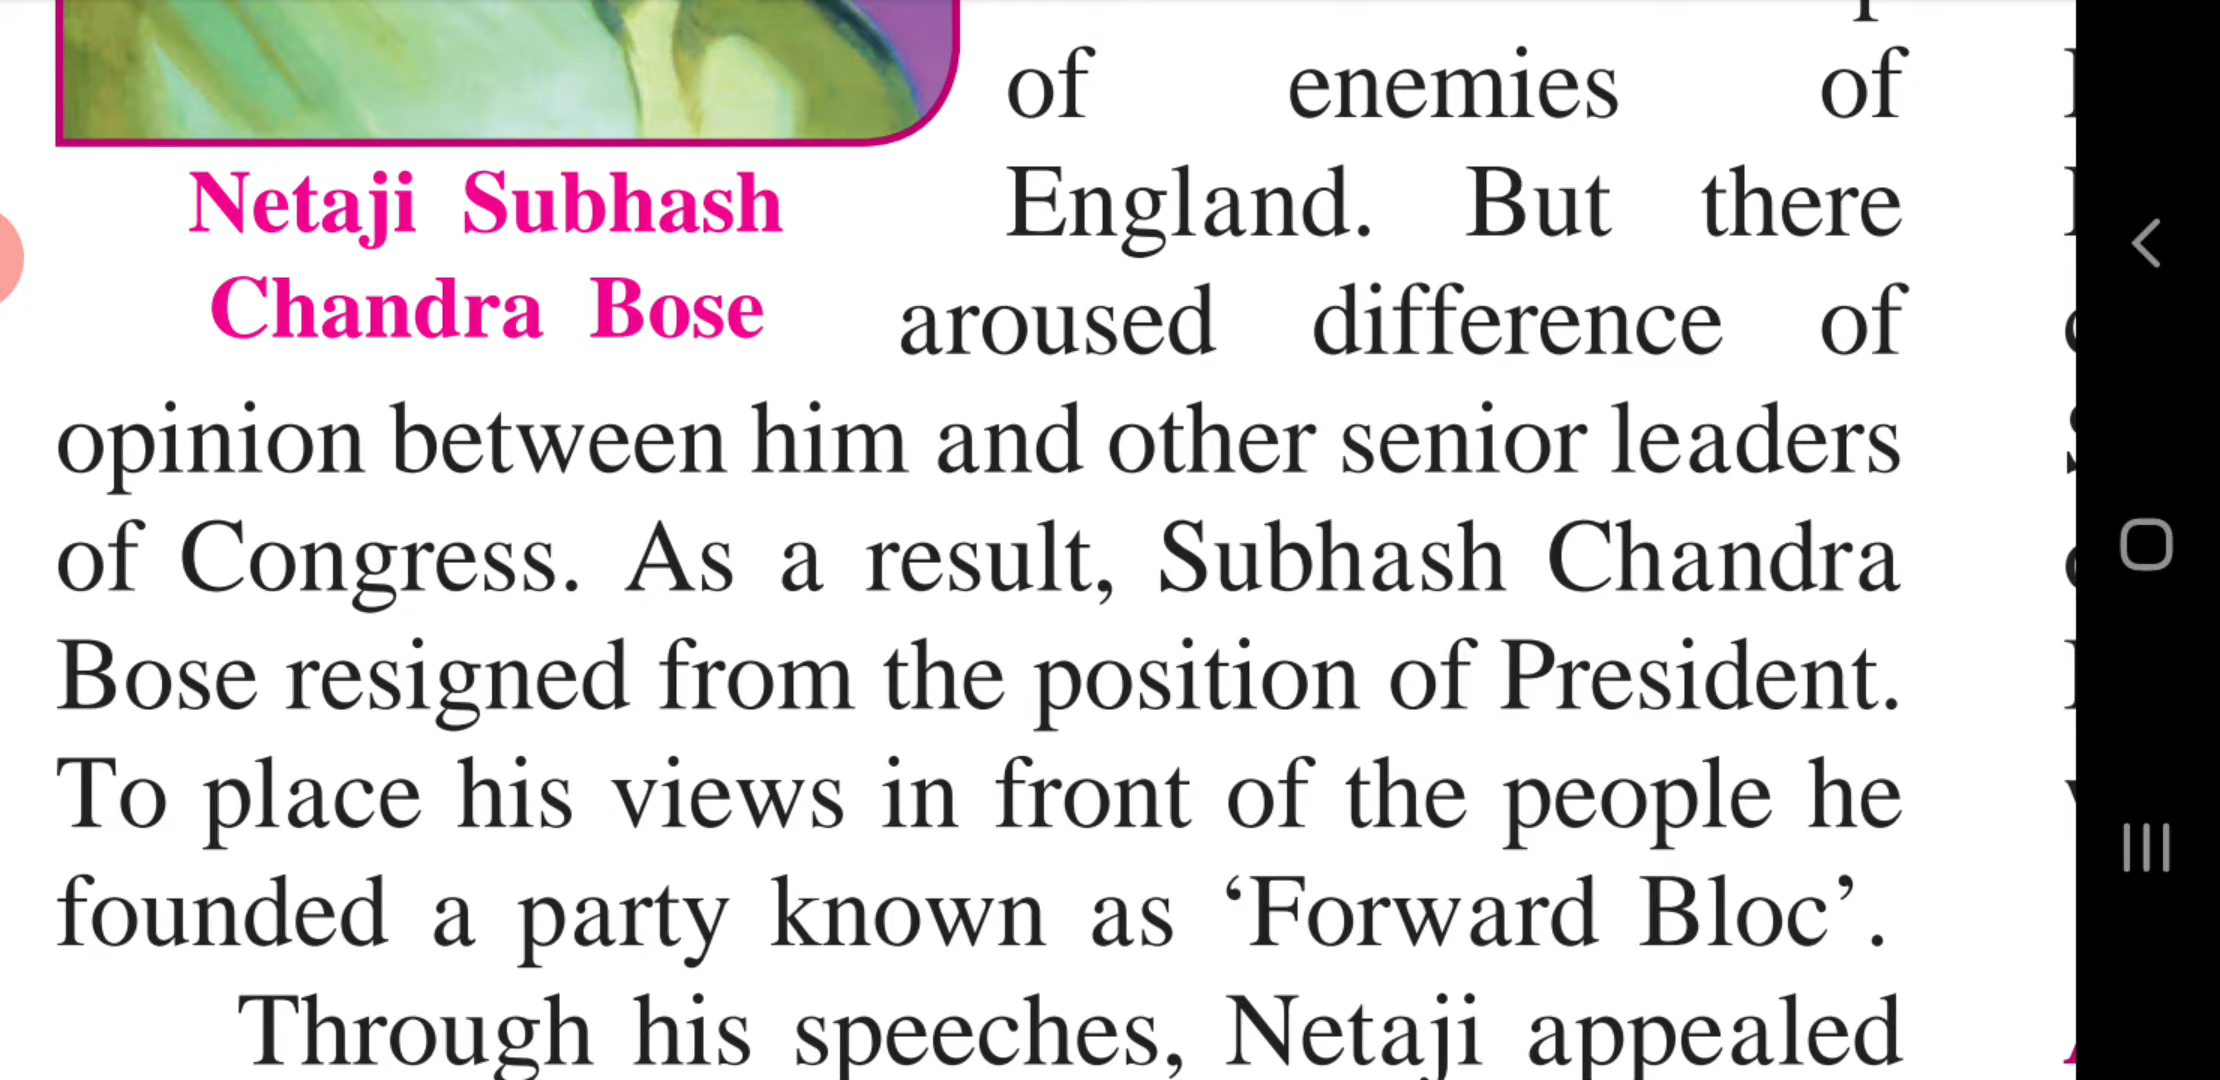 of enemies of
England. But there
Netaji Subhash
Chandra Bose
aroused difference of
opinion between him and other senior leaders
of Congress. As a result, Subhash Chandra
Bose resigned from the position of President.
To place his views in front of the people he
founded a party known as ‘Forward Bloc’.
Through his speeches, Netaji appealed